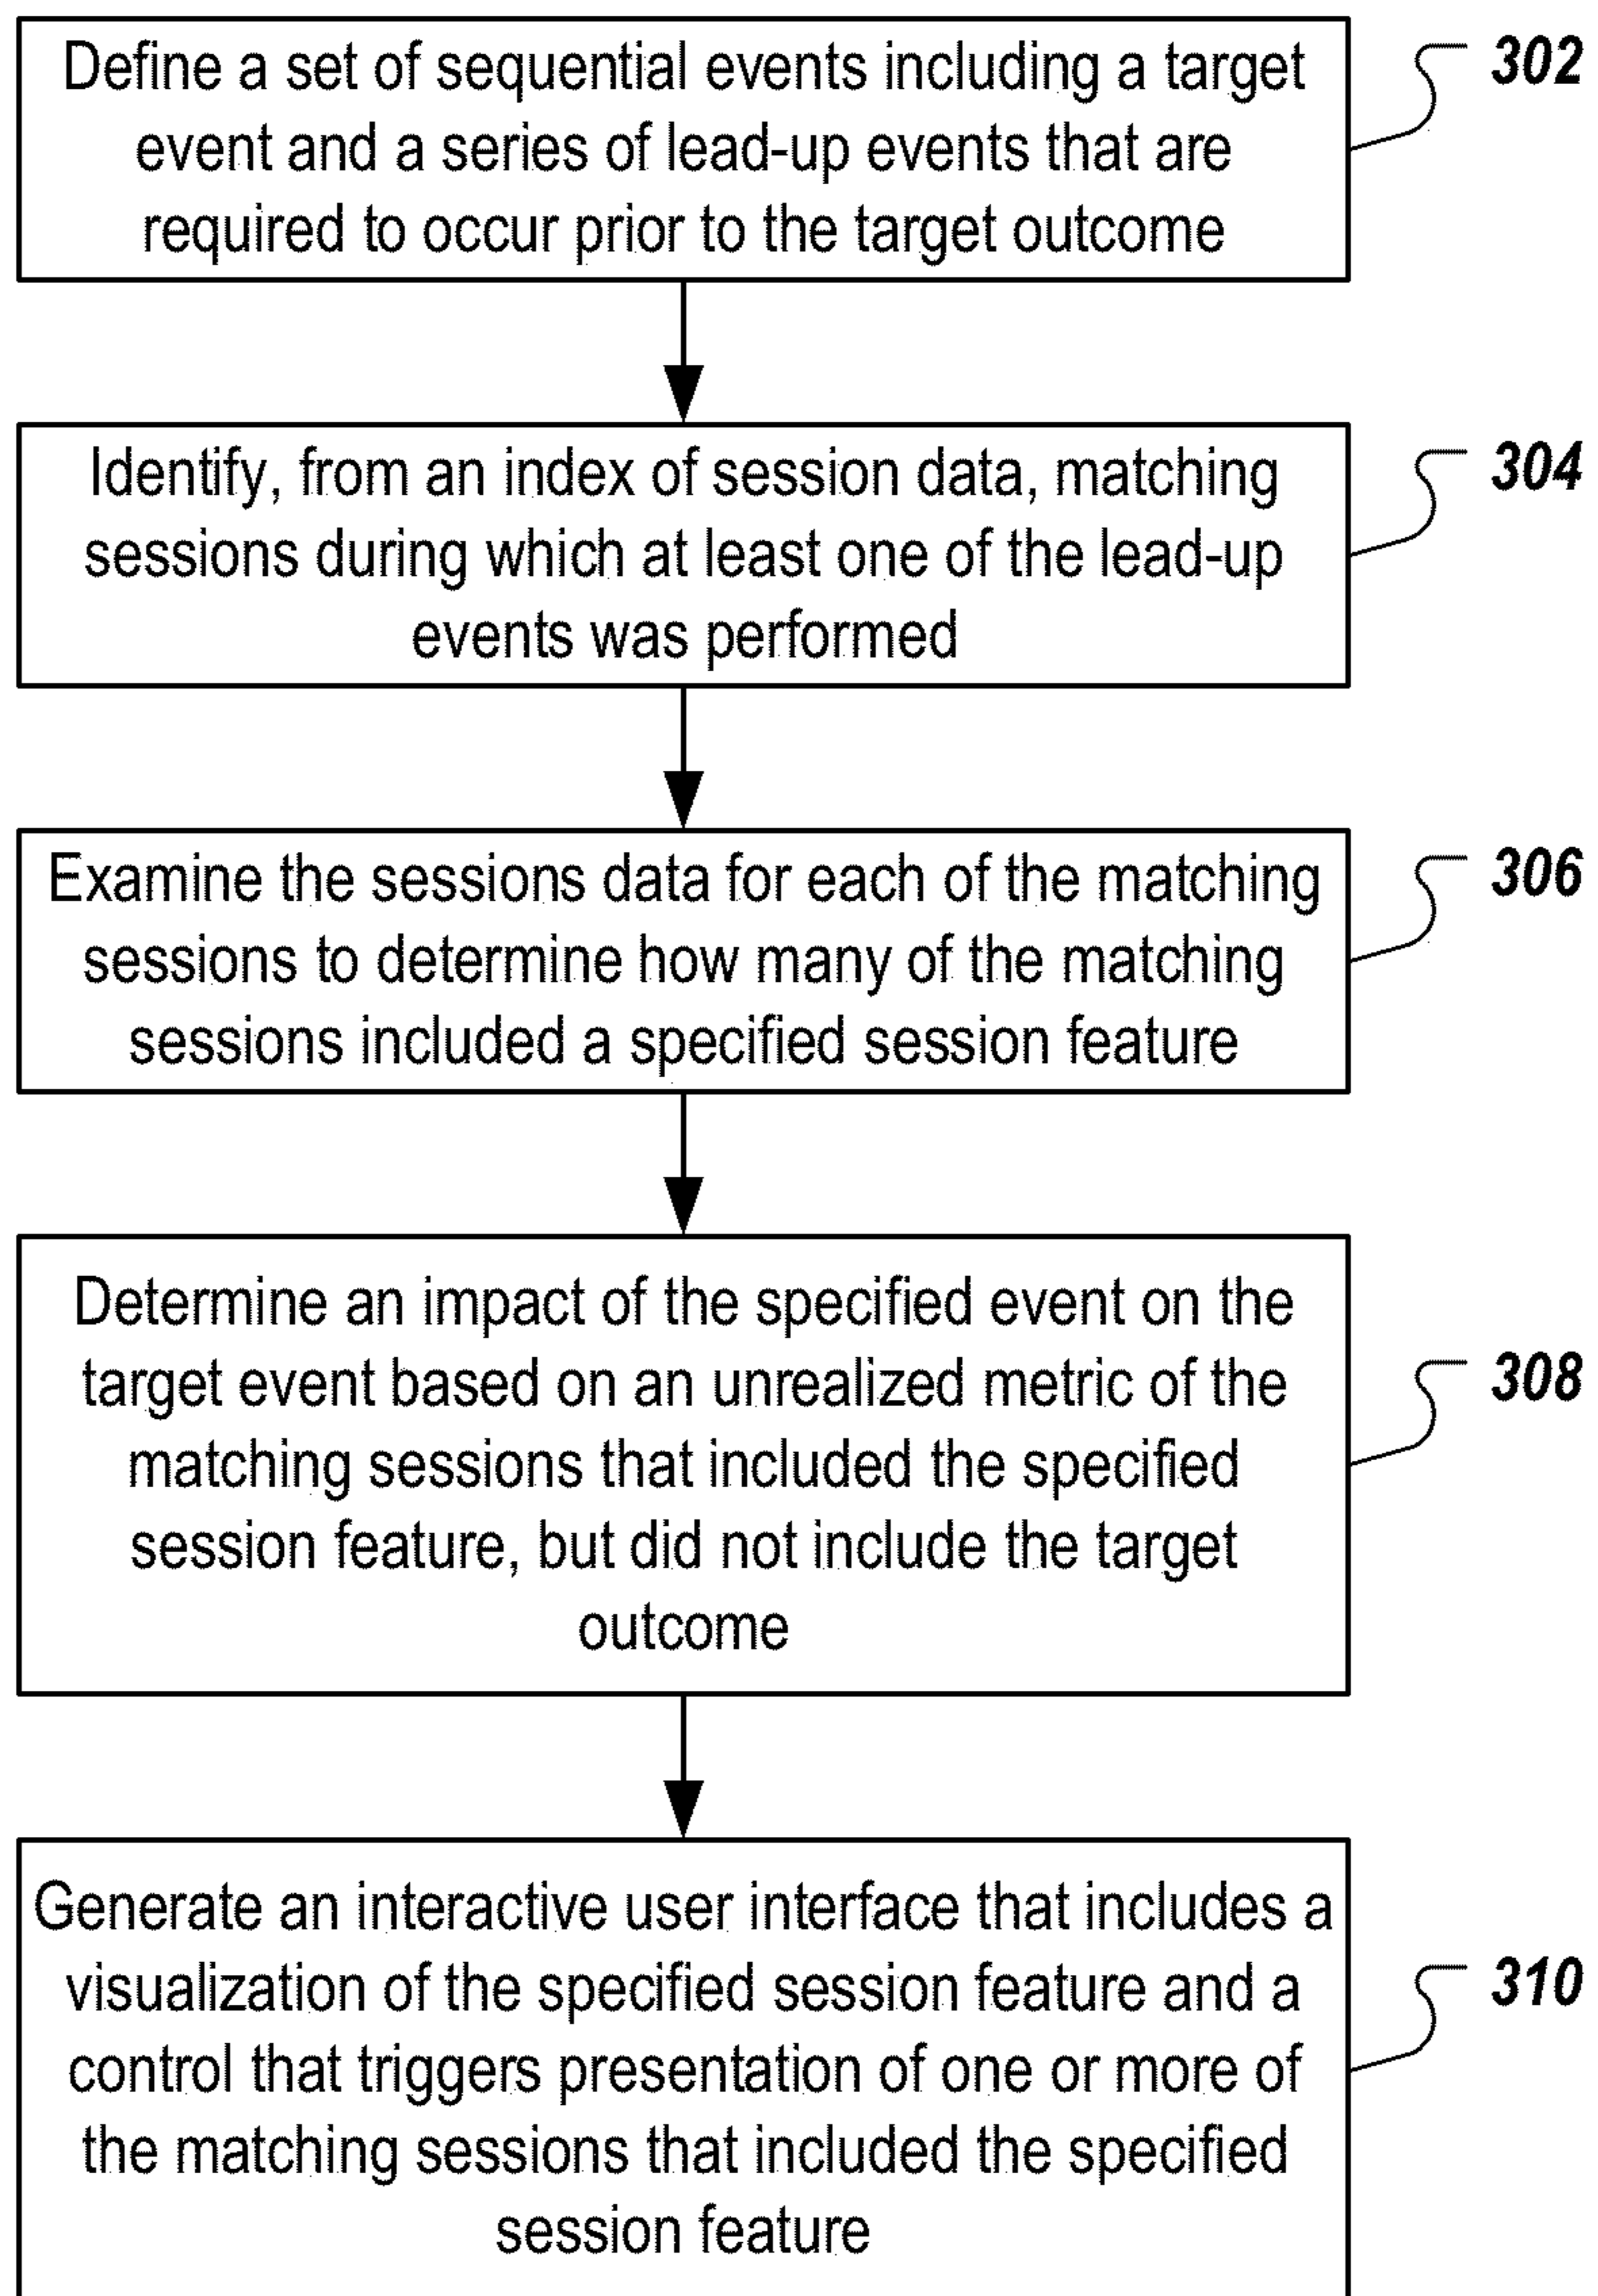 Define a set of sequential events including a target
event and a series of lead-up events that are
required to occur prior to the target outcome
302
Identify, from an index of session data, matching
sessions during which at least one of the lead-up
events was performed
304
Examine the sessions data for each of the matching
sessions to determine how many of the matching
sessions included a specified session feature
306
Determine an impact of the specified event on the
target event based on an unrealized metric of the
matching sessions that included the specified
session feature, but did not include the target
outcome
308
Generate an interactive user interface that includes a
visualization of the specified session feature and a
control that triggers presentation of one or more of
the matching sessions that included the specified
session feature
310